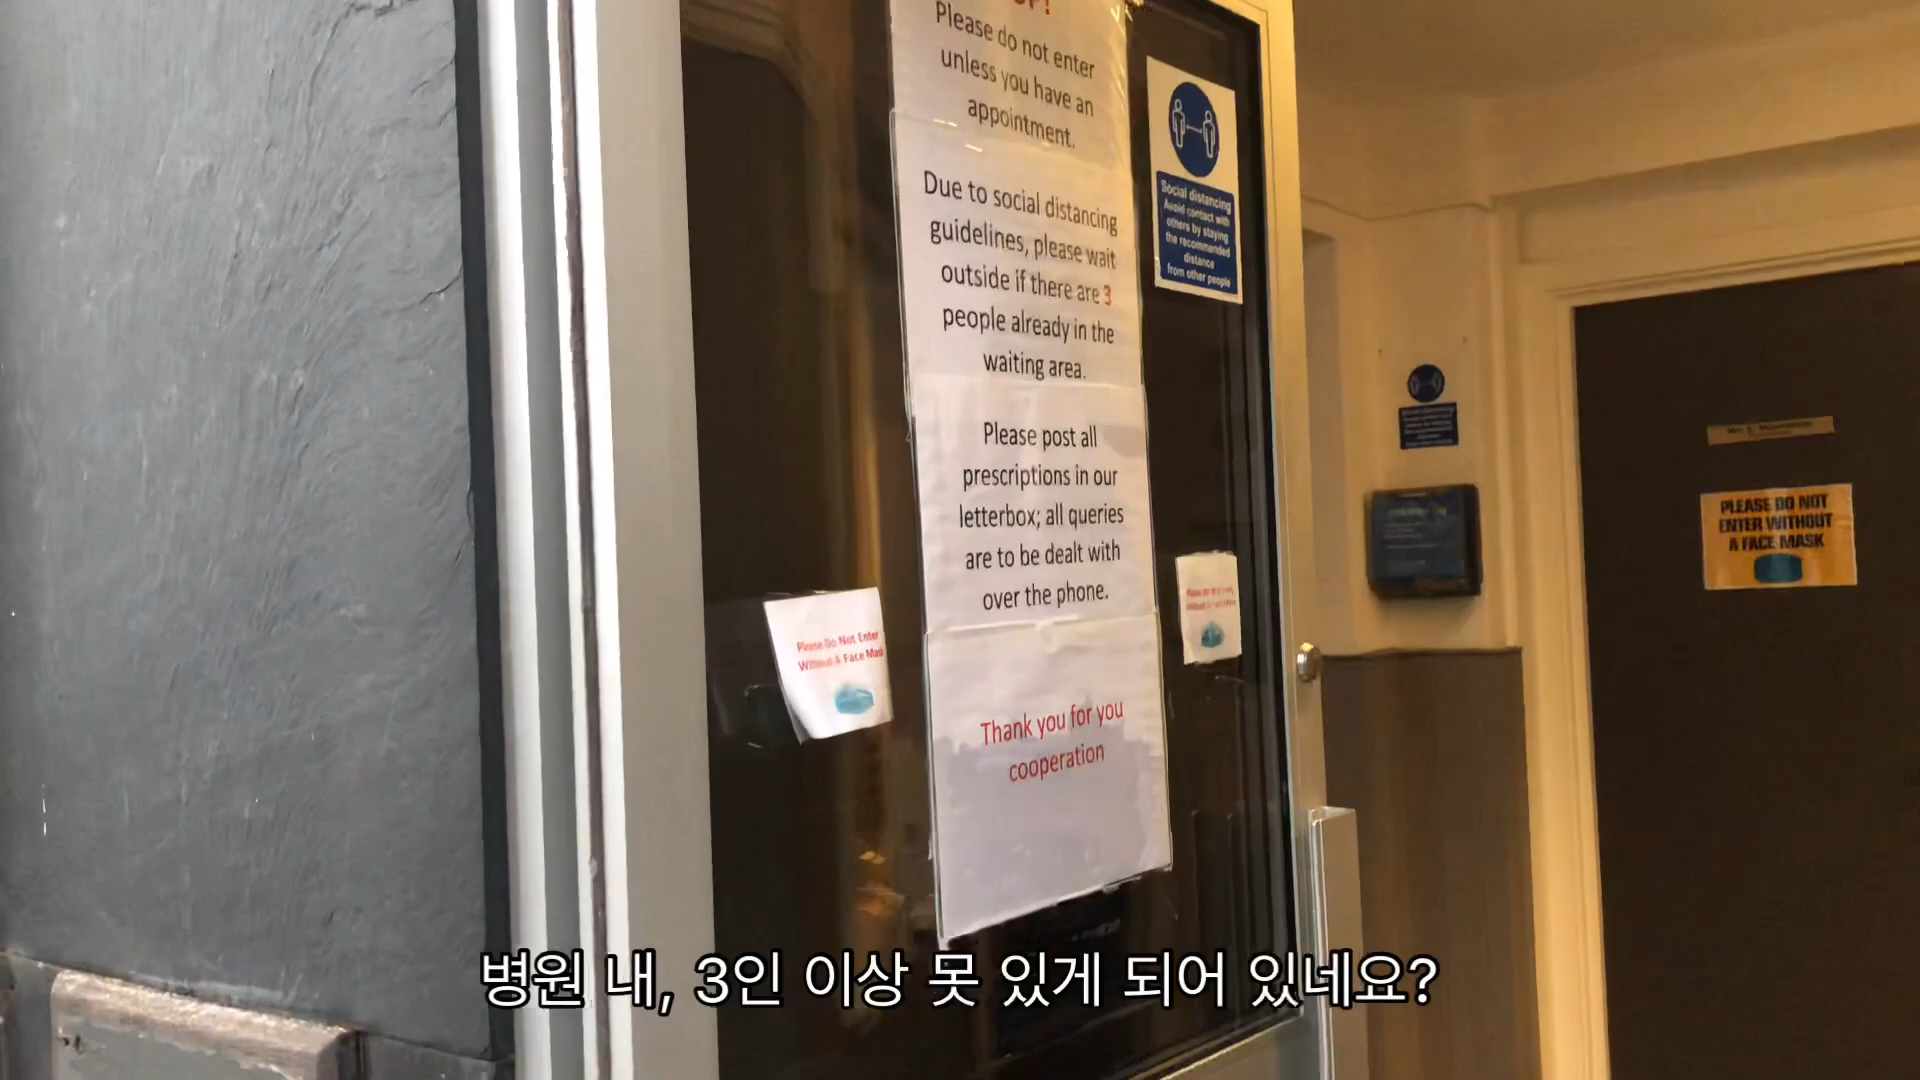 Please do not enter
unless you have an
appointment.
Due to social distancing
guidelines, please wait
outside if there are 3
people already in the
waiting area.
Please post all
prescriptions in our
letterbox; all queries
are to be dealt with
over the phone.
Thank you for you
cooperation
Social distancing
Avoid contact with
others by staying
the recommended
distance
from other people
Please Do Not Enter
Without A Face Mask
PLEASE DO NOT
ENTER WITHOUT
A FACE MASK
병원 내, 3인 이상 못 있게 되어 있네요?